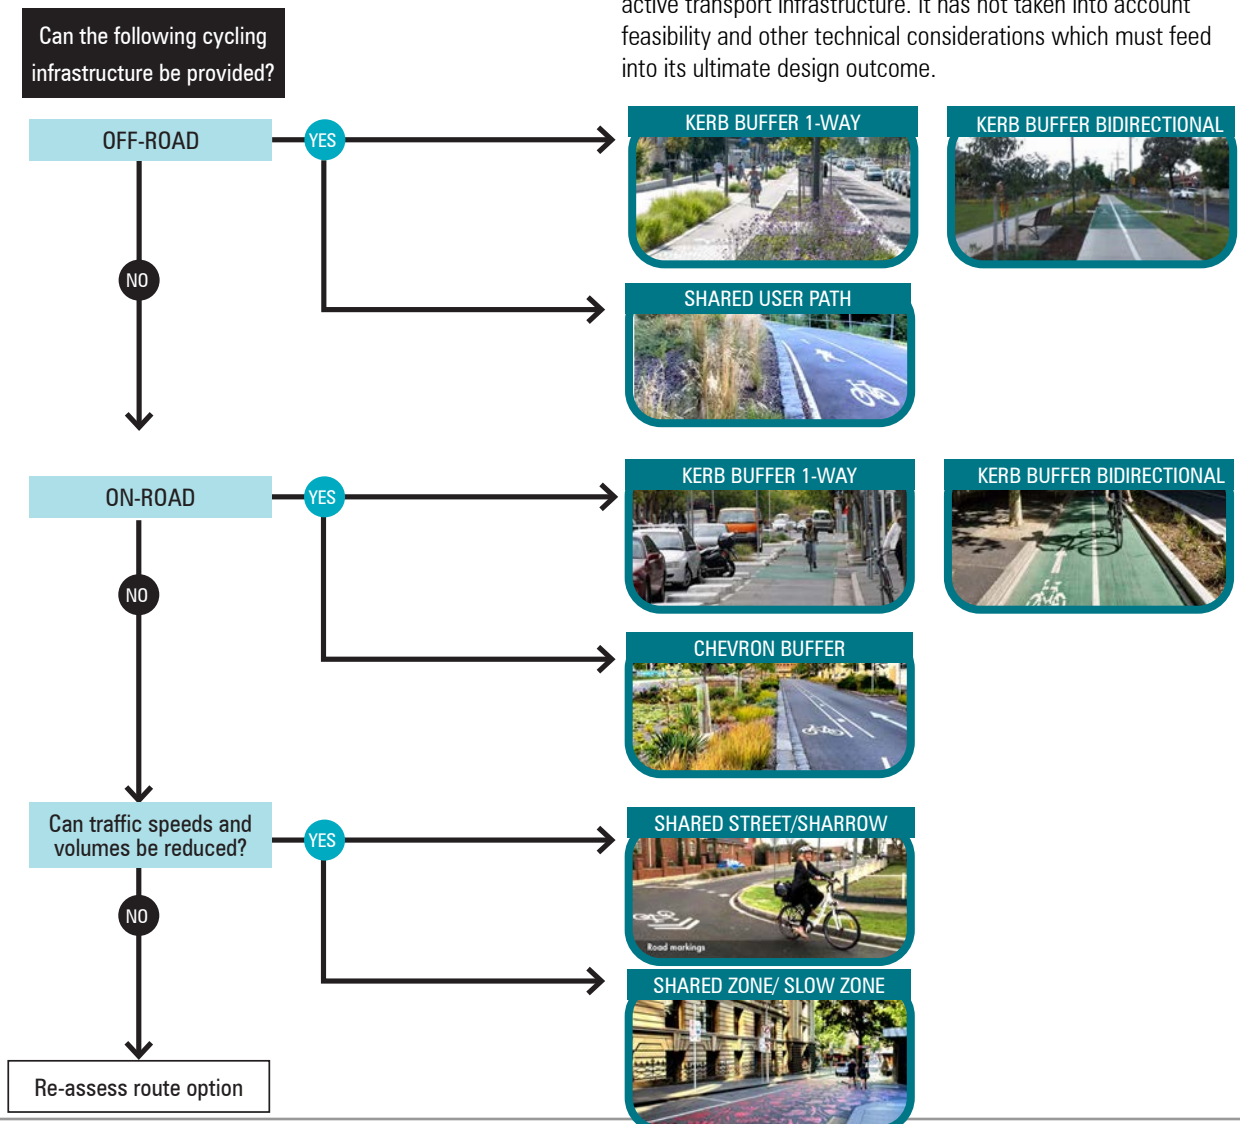 active transport infrastructure. It has not taken into account
feasibility and other technical considerations which must feed
into its ultimate design outcome.
Can the following cycling
infrastructure be provided?
OFF-ROAD
YES
KERB BUFFER 1-WAY
KERB BUFFER BIDIRECTIONAL
NO
SHARED USER PATH
ON-ROAD
YES
KERB BUFFER 1-WAY
KERB BUFFER BIDIRECTIONAL
NO
CHEVRON BUFFER
Can traffic speeds and
volumes be reduced?
YES
SHARED STREET/SHARROW
Road markings
NO
SHARED ZONE/ SLOW ZONE
Re-assess route option